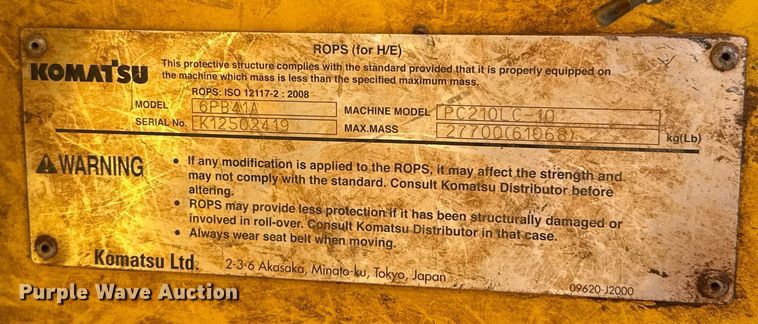 ROPS (for H/E)
KOMATSU
This protective structure complies with the standard provided that it is properly equipped on
the machine which mass is less than the specified maximum mass.
ROPS: ISO 12117-2 : 2008
MODEL 6PB41A MACHINE MODEL PC210LC-10
SERIAL No. K12502419 MAX.MASS 27700(61068) kg(Lb)
WARNING
• If any modification is applied to the ROPS, it may affect the strength and
may not comply with the standard. Consult Komatsu Distributor before
altering.
• ROPS may provide less protection if it has been structurally damaged or
involved in roll-over. Consult Komatsu Distributor in that case.
• Always wear seat belt when moving.
Komatsu Ltd. 2-3-6 Akasaka, Minato-ku, Tokyo, Japan
09620-J2000
Purple Wave Auction